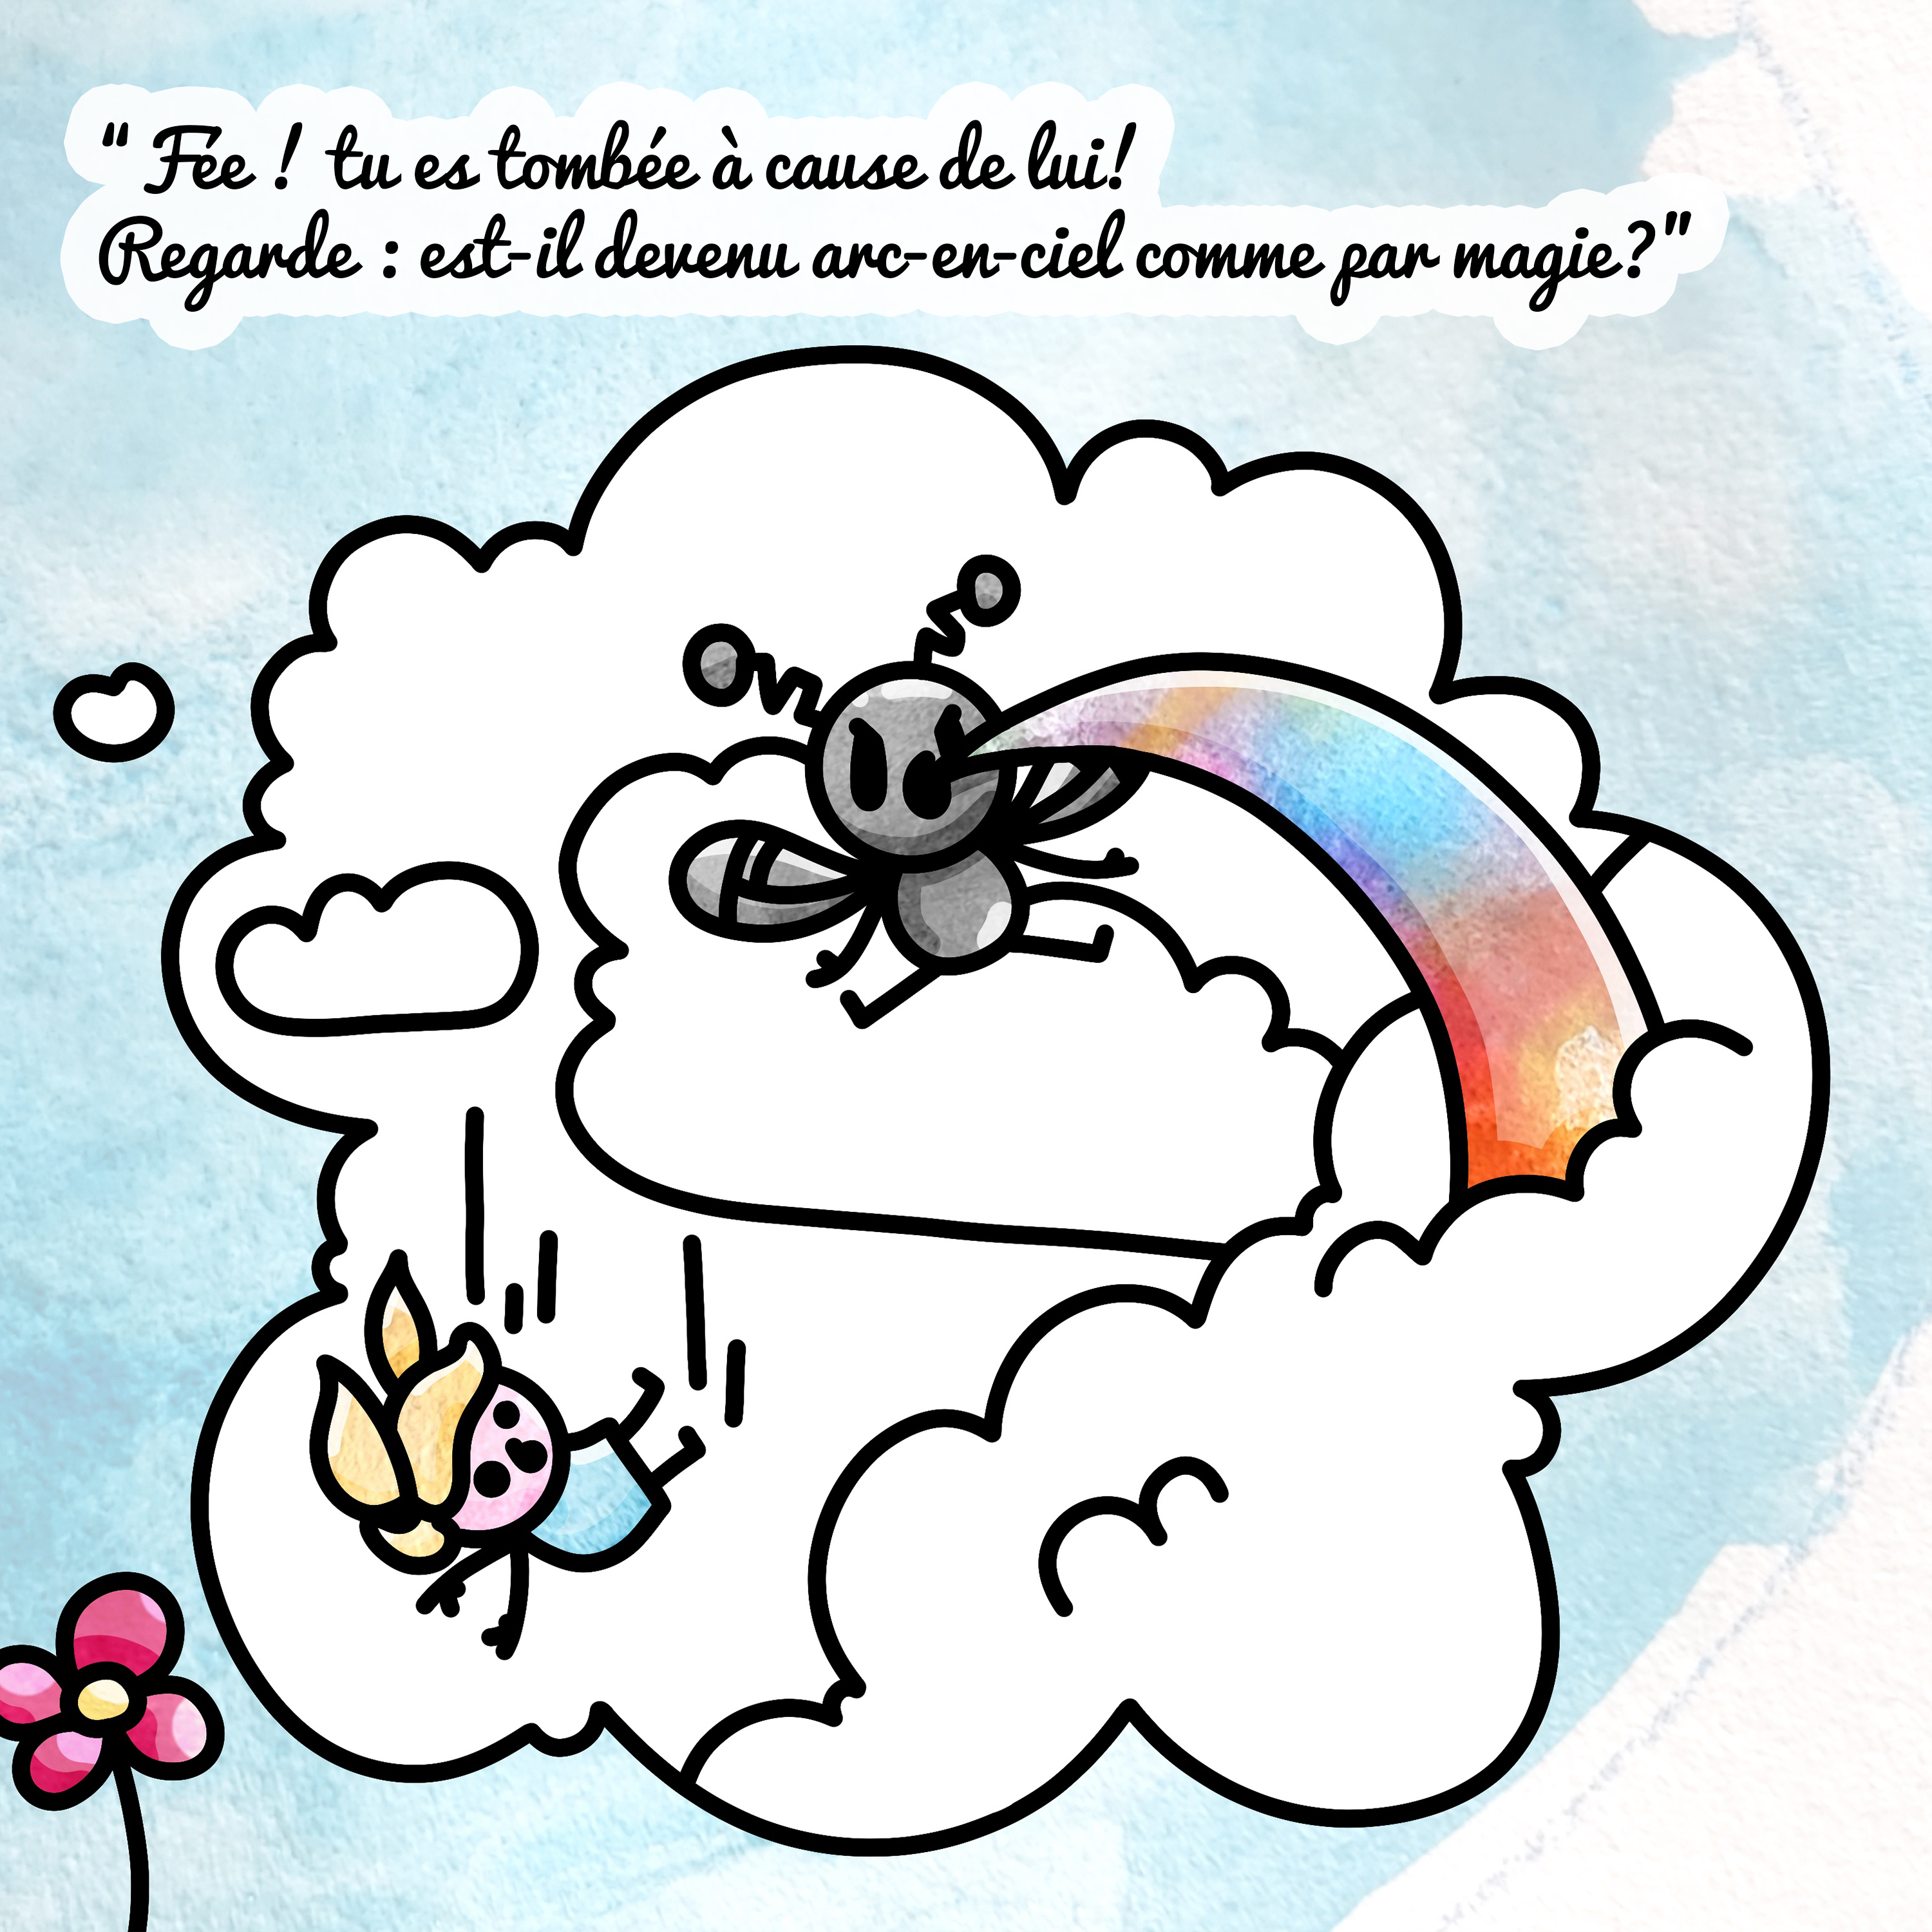 " Fée ! tu es tombée à cause de lui!
Regarde : est-il devenu arc-en-ciel comme par magie?"